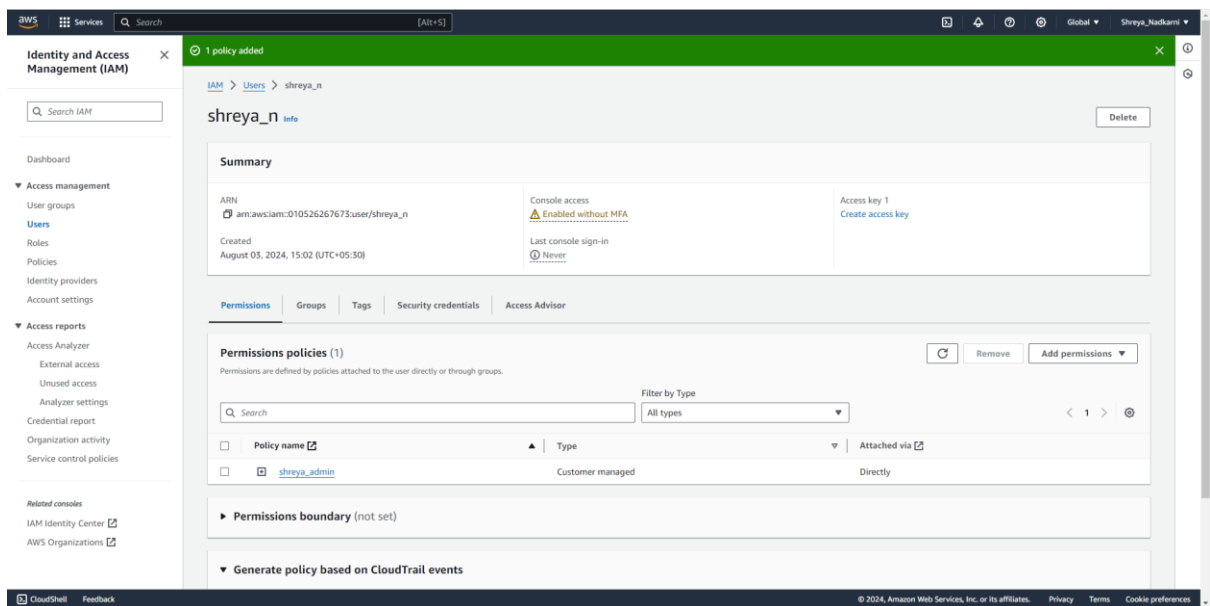 aws Services Search [Alt+S] Global Shreya_Nadkarni
Identity and Access Management (IAM)
Search IAM
Dashboard
Access management
User groups
Users
Roles
Policies
Identity providers
Account settings
Access reports
Access Analyzer
External access
Unused access
Analyzer settings
Credential report
Organization activity
Service control policies
Related consoles
IAM Identity Center
AWS Organizations
1 policy added
IAM > Users > shreya_n
shreya_n Info Delete
Summary
ARN
arn:aws:iam::010526267673:user/shreya_n
Created
August 03, 2024, 15:02 (UTC+05:30)
Console access
Enabled without MFA
Last console sign-in
Never
Access key 1
Create access key
Permissions Groups Tags Security credentials Access Advisor
Permissions policies (1) Remove Add permissions
Permissions are defined by policies attached to the user directly or through groups.
Filter by Type
Search All types 1
Policy name Type Attached via
shreya_admin Customer managed Directly
Permissions boundary (not set)
Generate policy based on CloudTrail events
CloudShell Feedback © 2024, Amazon Web Services, Inc. or its affiliates. Privacy Terms Cookie preferences